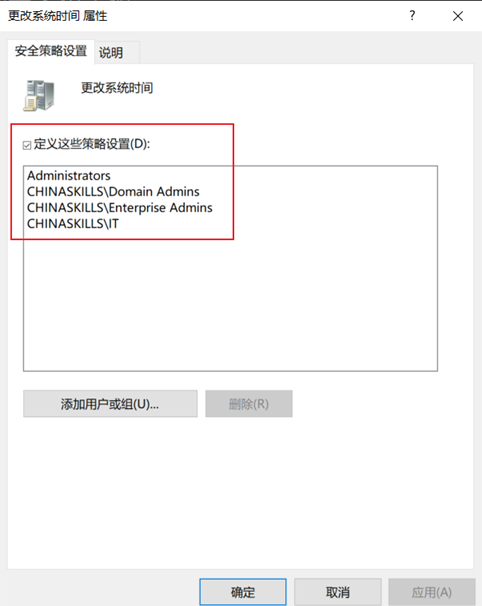 更改系统时间 属性
?
安全策略设置 说明
更改系统时间
定义这些策略设置(D):
Administrators
CHINASKILLS\Domain Admins
CHINASKILLS\Enterprise Admins
CHINASKILLS\IT
添加用户或组(U)... 删除(R)
确定 取消 应用(A)